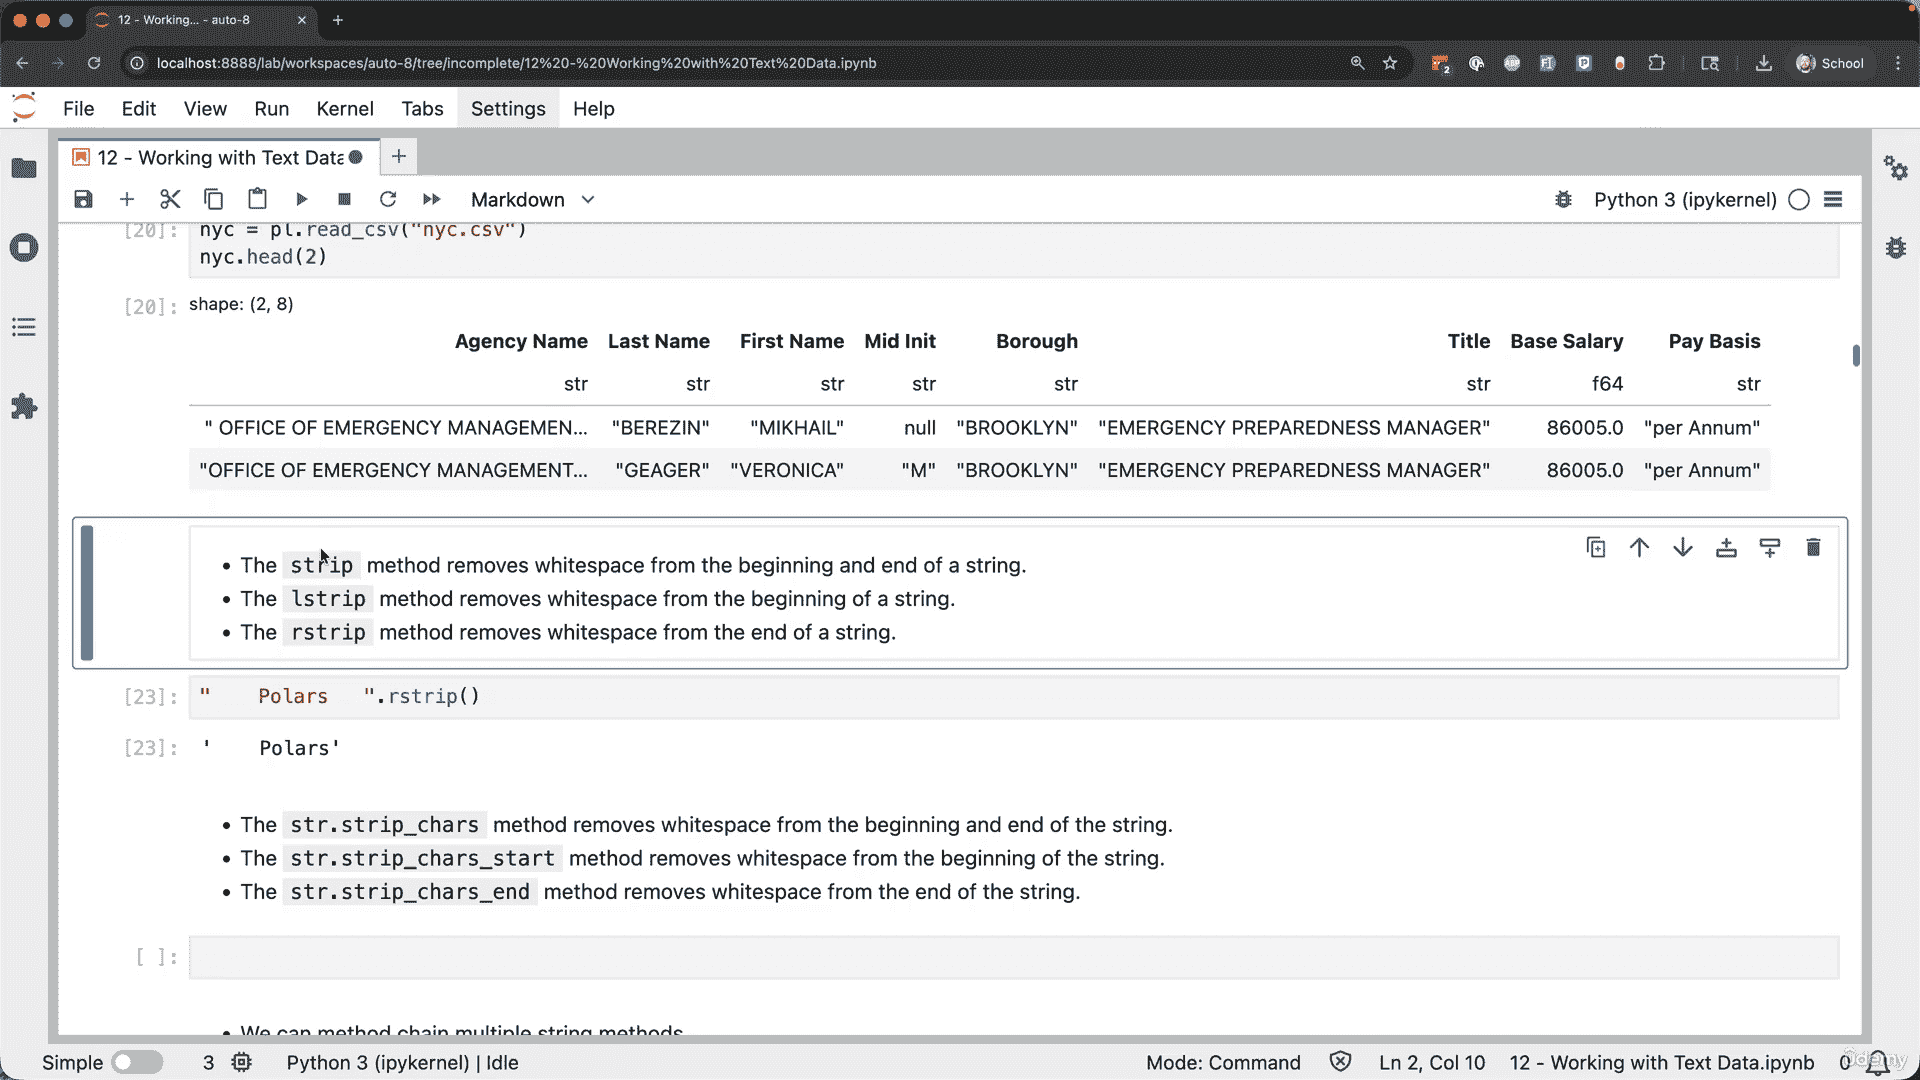 12 - Working... - auto-8
localhost:8888/lab/workspaces/auto-8/tree/incomplete/12%20-%20Working%20with%20Text%20Data.ipynb
2
School
File Edit View Run Kernel Tabs Settings Help
12 - Working with Text Data
Markdown
Python 3 (ipykernel)
[20]: nyc = pl.read_csv("nyc.csv")
nyc.head(2)
[20]: shape: (2, 8)
Agency Name Last Name First Name Mid Init Borough Title Base Salary Pay Basis
str str str str str str f64 str
" OFFICE OF EMERGENCY MANAGEMEN... "BEREZIN" "MIKHAIL" null "BROOKLYN" "EMERGENCY PREPAREDNESS MANAGER" 86005.0 "per Annum"
"OFFICE OF EMERGENCY MANAGEMENT... "GEAGER" "VERONICA" "M" "BROOKLYN" "EMERGENCY PREPAREDNESS MANAGER" 86005.0 "per Annum"
• The strip method removes whitespace from the beginning and end of a string.
• The lstrip method removes whitespace from the beginning of a string.
• The rstrip method removes whitespace from the end of a string.
[23]: "    Polars   ".rstrip()
[23]: '    Polars'
• The str.strip_chars method removes whitespace from the beginning and end of the string.
• The str.strip_chars_start method removes whitespace from the beginning of the string.
• The str.strip_chars_end method removes whitespace from the end of the string.
[ ]:
• We can method chain multiple string methods.
Simple 3 Python 3 (ipykernel) | Idle Mode: Command Ln 2, Col 10 12 - Working with Text Data.ipynb 0
udemy